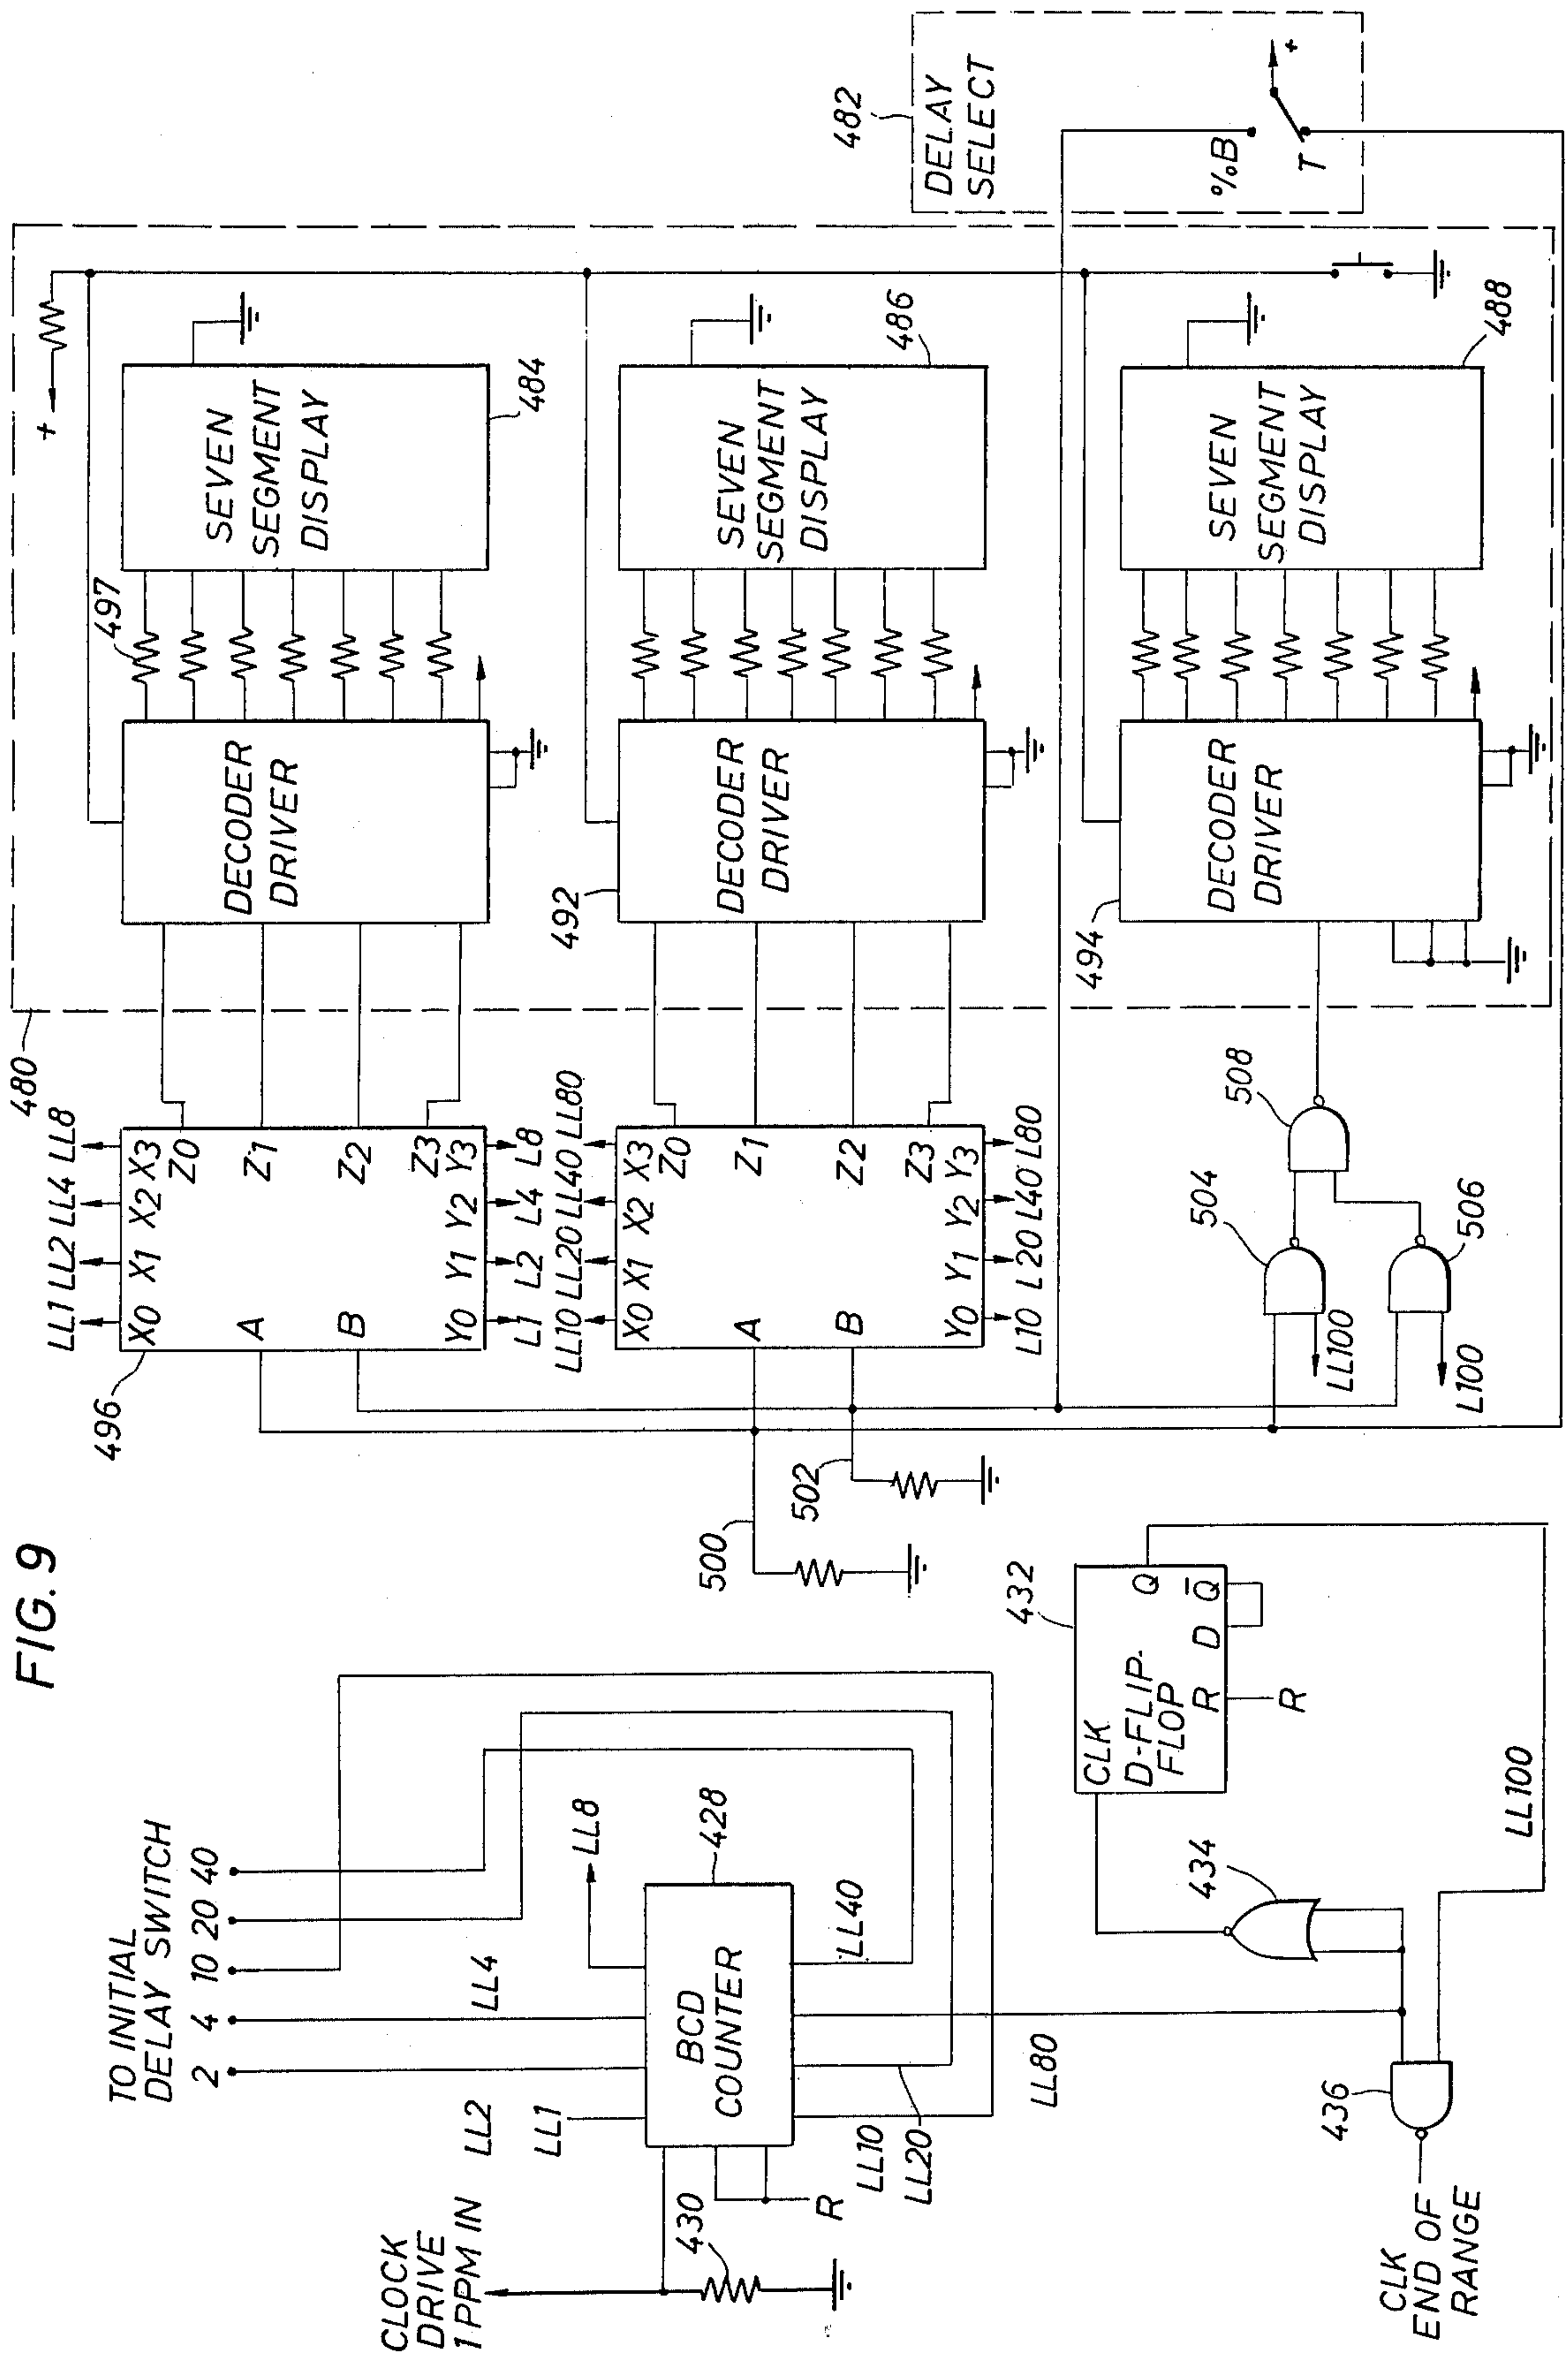 FIG. 9
TO INITIAL
DELAY SWITCH
2 4 10 20 40
CLOCK
DRIVE
1 PPM IN
LL2
LL4
LL1
LL8
BCD
COUNTER
428
430
R
LL10
LL20
LL40
LL80
432
CLK
D-FLIP-
FLOP
Q
R D Q̅
R
434
LL100
436
CLK
END OF
RANGE
496
LL1 LL2 LL4 LL8
X0 X1 X2 X3
A
B
Z0
Z1
Z2
Z3
Y0 Y1 Y2 Y3
L1 L2 L4 L8
LL10 LL20 LL40 LL80
X0 X1 X2 X3
A
B
Z0
Z1
Z2
Z3
Y0 Y1 Y2 Y3
L10 L20 L40 L80
500
502
504
LL100
506
L100
508
480
+
DECODER
DRIVER
497
SEVEN
SEGMENT
DISPLAY
484
492
DECODER
DRIVER
SEVEN
SEGMENT
DISPLAY
486
494
DECODER
DRIVER
SEVEN
SEGMENT
DISPLAY
488
482
DELAY
SELECT
%B
T
+